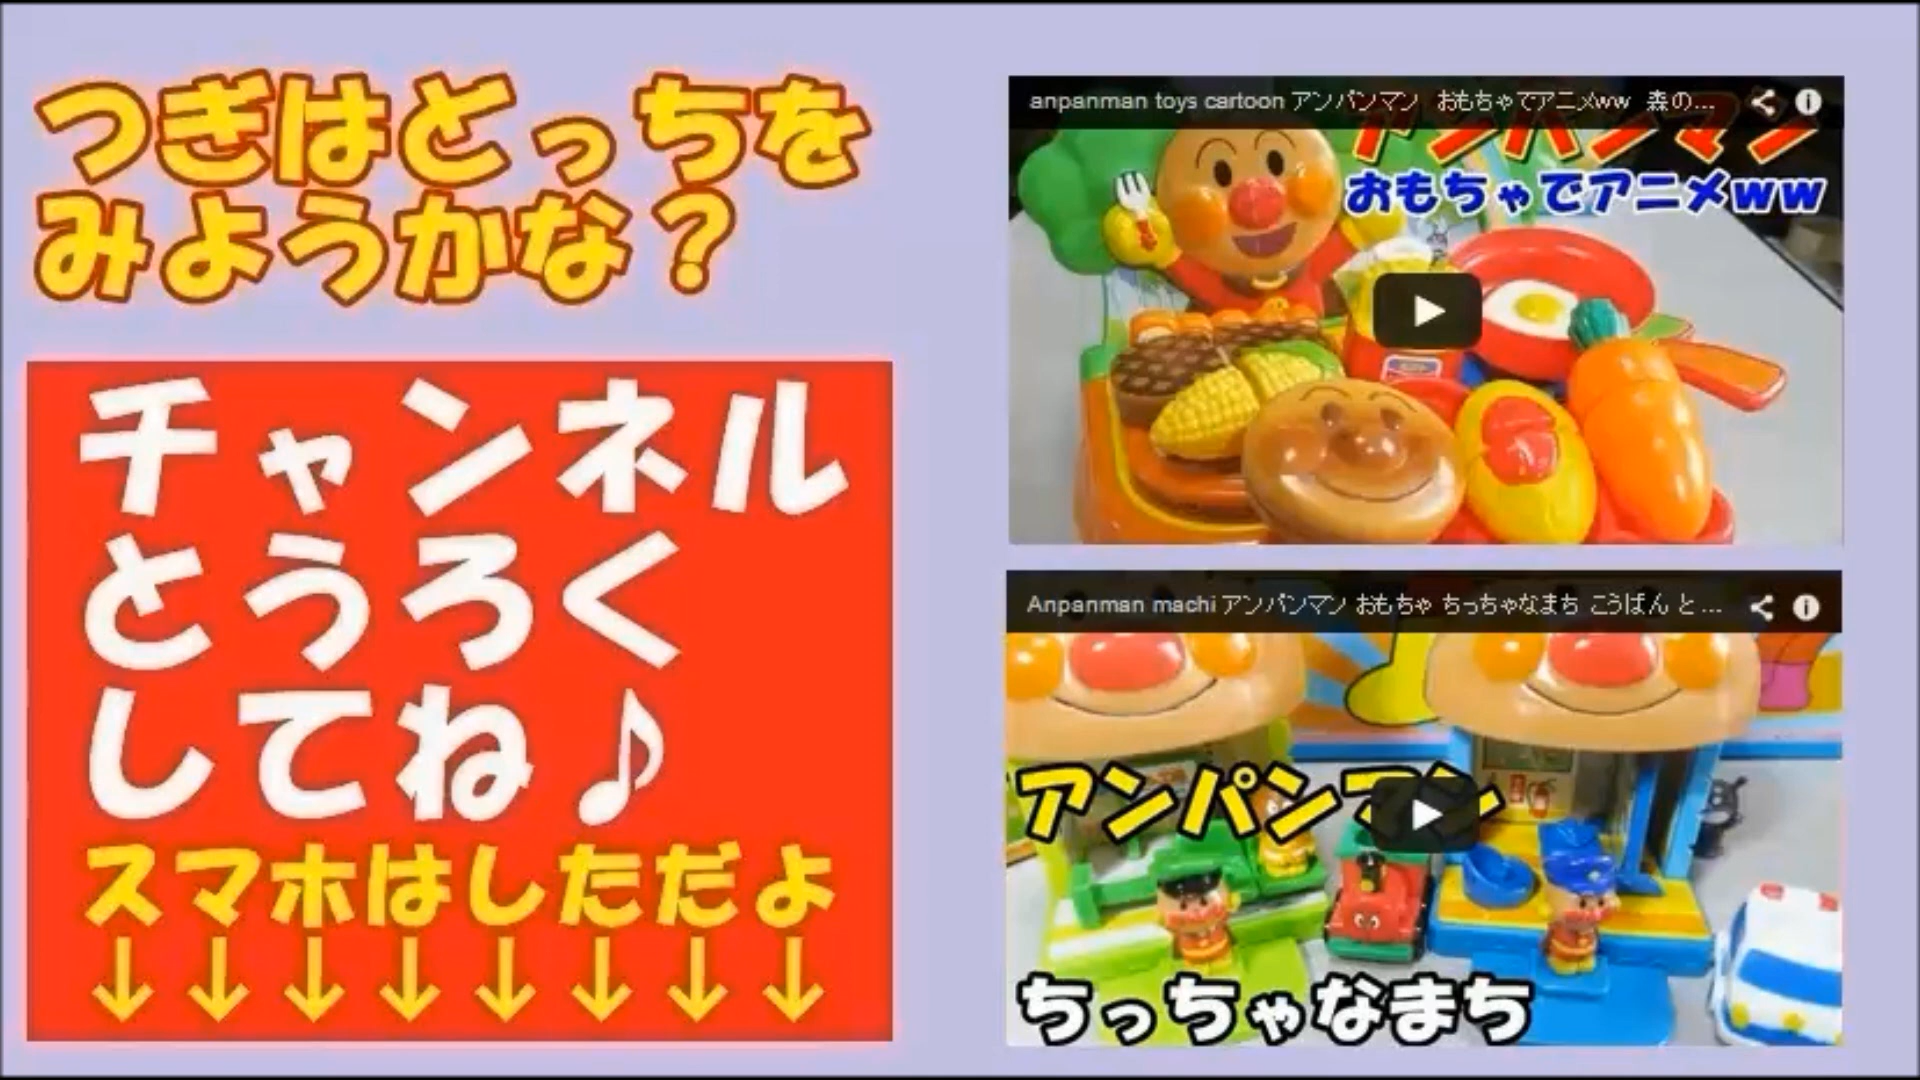 つぎはどっちを
みようかな？
チャンネル
とうろく
してね♪
スマホはしただよ
↓↓↓↓↓↓↓↓
anpanman toys cartoon アンパンマン おもちゃでアニメww 森の...
アンパンマン
おもちゃでアニメww
Anpanman machi アンパンマン おもちゃ ちっちゃなまち こうばん と...
アンパンマン
ちっちゃなまち